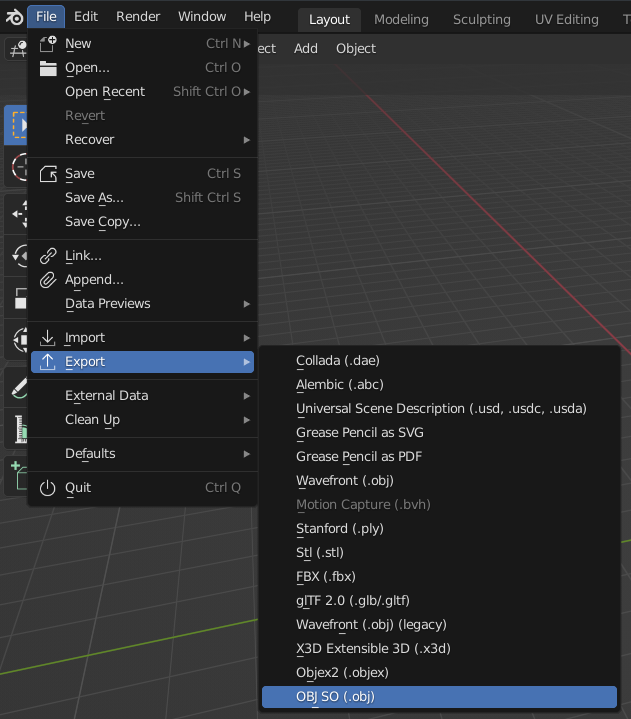 File Edit Render Window Help Layout Modeling Sculpting UV Editing T
ect Add Object
New Ctrl N
Open... Ctrl O
Open Recent Shift Ctrl O
Revert
Recover
Save Ctrl S
Save As... Shift Ctrl S
Save Copy...
Link...
Append...
Data Previews
Import
Export
External Data
Clean Up
Defaults
Quit Ctrl Q
Collada (.dae)
Alembic (.abc)
Universal Scene Description (.usd, .usdc, .usda)
Grease Pencil as SVG
Grease Pencil as PDF
Wavefront (.obj)
Motion Capture (.bvh)
Stanford (.ply)
Stl (.stl)
FBX (.fbx)
glTF 2.0 (.glb/.gltf)
Wavefront (.obj) (legacy)
X3D Extensible 3D (.x3d)
Objex2 (.objex)
OBJ SO (.obj)